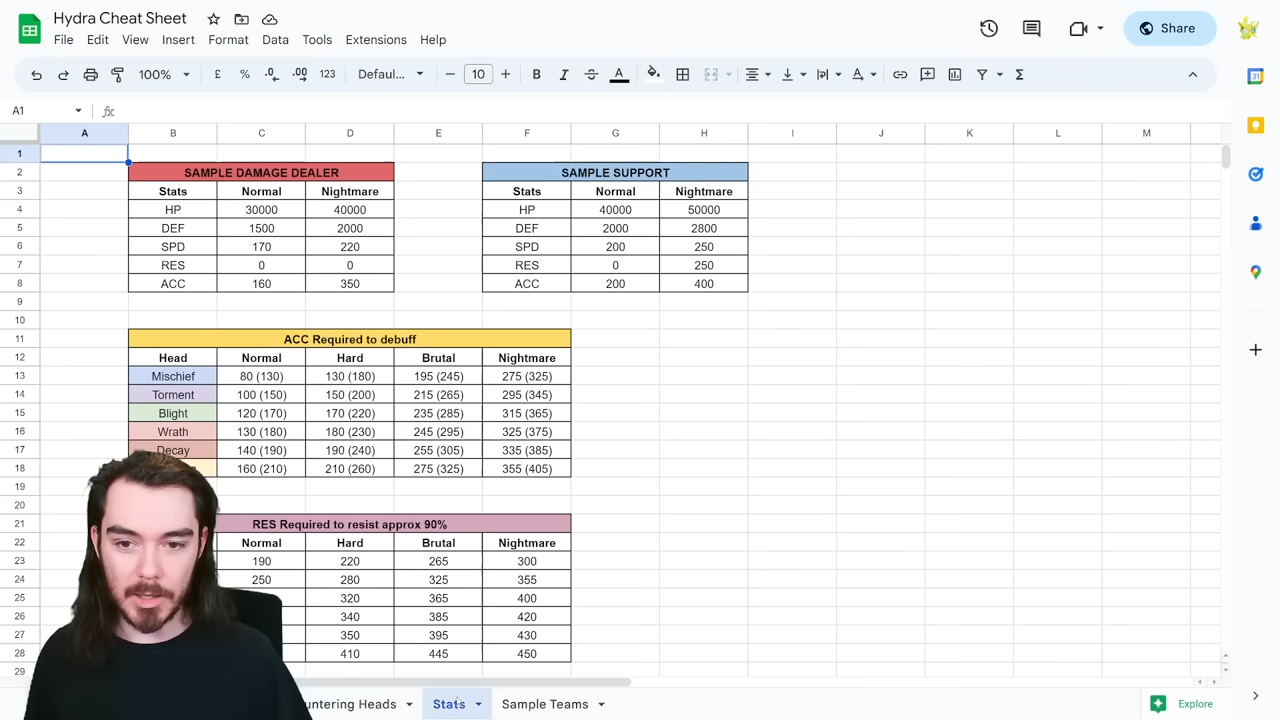 Hydra Cheat Sheet
File Edit View Insert Format Data Tools Extensions Help
Share
100% £ % .0 .00 123 Defaul... 10 B I A Σ
A1 fx
A B C D E F G H I J K L M
1
2 SAMPLE DAMAGE DEALER SAMPLE SUPPORT
3 Stats Normal Nightmare Stats Normal Nightmare
4 HP 30000 40000 HP 40000 50000
5 DEF 1500 2000 DEF 2000 2800
6 SPD 170 220 SPD 200 250
7 RES 0 0 RES 0 250
8 ACC 160 350 ACC 200 400
9
10
11 ACC Required to debuff
12 Head Normal Hard Brutal Nightmare
13 Mischief 80 (130) 130 (180) 195 (245) 275 (325)
14 Torment 100 (150) 150 (200) 215 (265) 295 (345)
15 Blight 120 (170) 170 (220) 235 (285) 315 (365)
16 Wrath 130 (180) 180 (230) 245 (295) 325 (375)
17 Decay 140 (190) 190 (240) 255 (305) 335 (385)
18 160 (210) 210 (260) 275 (325) 355 (405)
19
20
21 RES Required to resist approx 90%
22 Normal Hard Brutal Nightmare
23 190 220 265 300
24 250 280 325 355
25 320 365 400
26 340 385 420
27 350 395 430
28 410 445 450
29
untering Heads Stats Sample Teams Explore